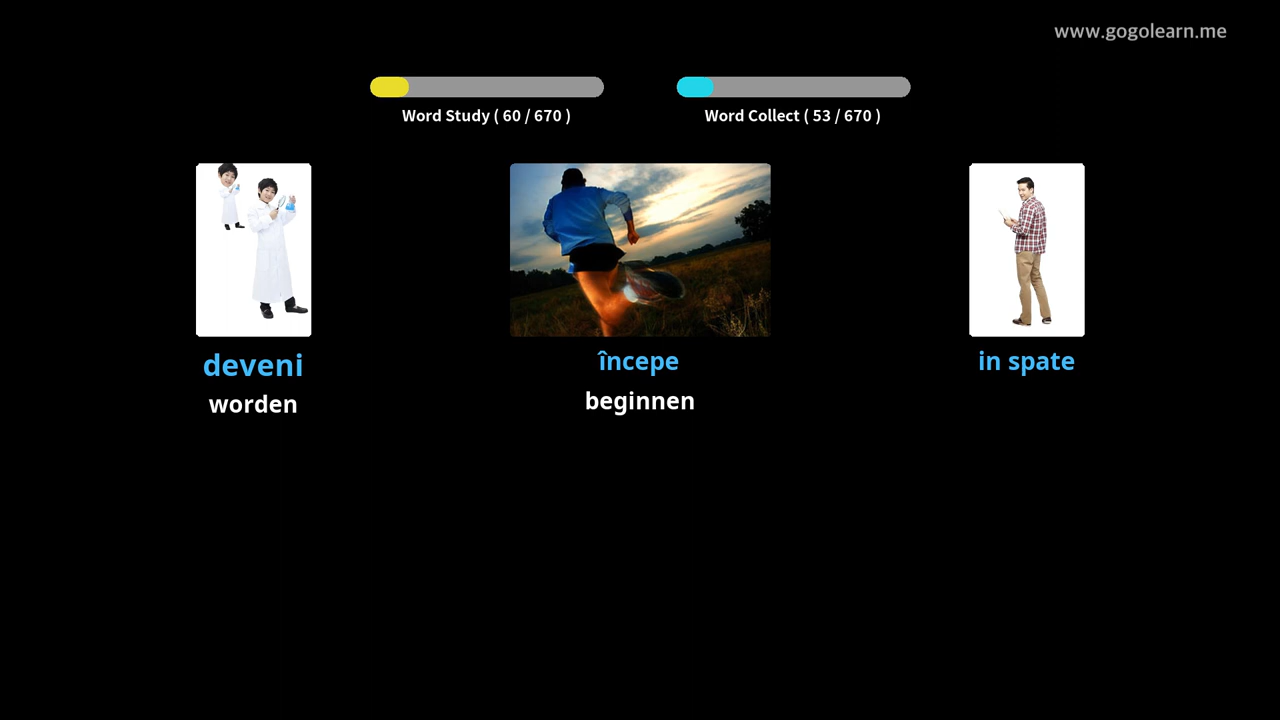 www.gogolearn.me
Word Study ( 60 / 670 )
Word Collect ( 53 / 670 )
deveni
worden
începe
beginnen
in spate